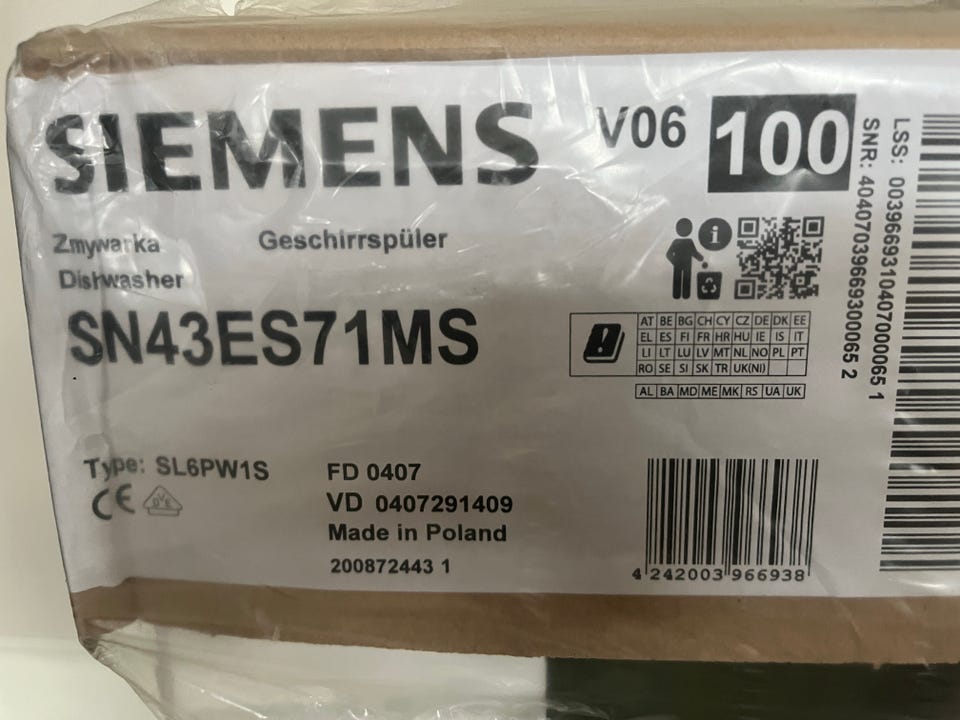 SIEMENS
V06 100
Zmywarka Geschirrspüler
Dishwasher
SN43ES71MS
i
AT BE BG CH CY CZ DE DK EE
EL ES FI FR HR HU IE IS IT
LI LT LU LV MT NL NO PL PT
RO SE SI SK TR UK(NI)
AL BA MD ME MK RS UA UK
Type: SL6PW1S
CE
VDE
FD 0407
VD 0407291409
Made in Poland
200872443 1
4 242003 966938
LSS: 00396693104070000065 1
SNR: 404070396693000065 2